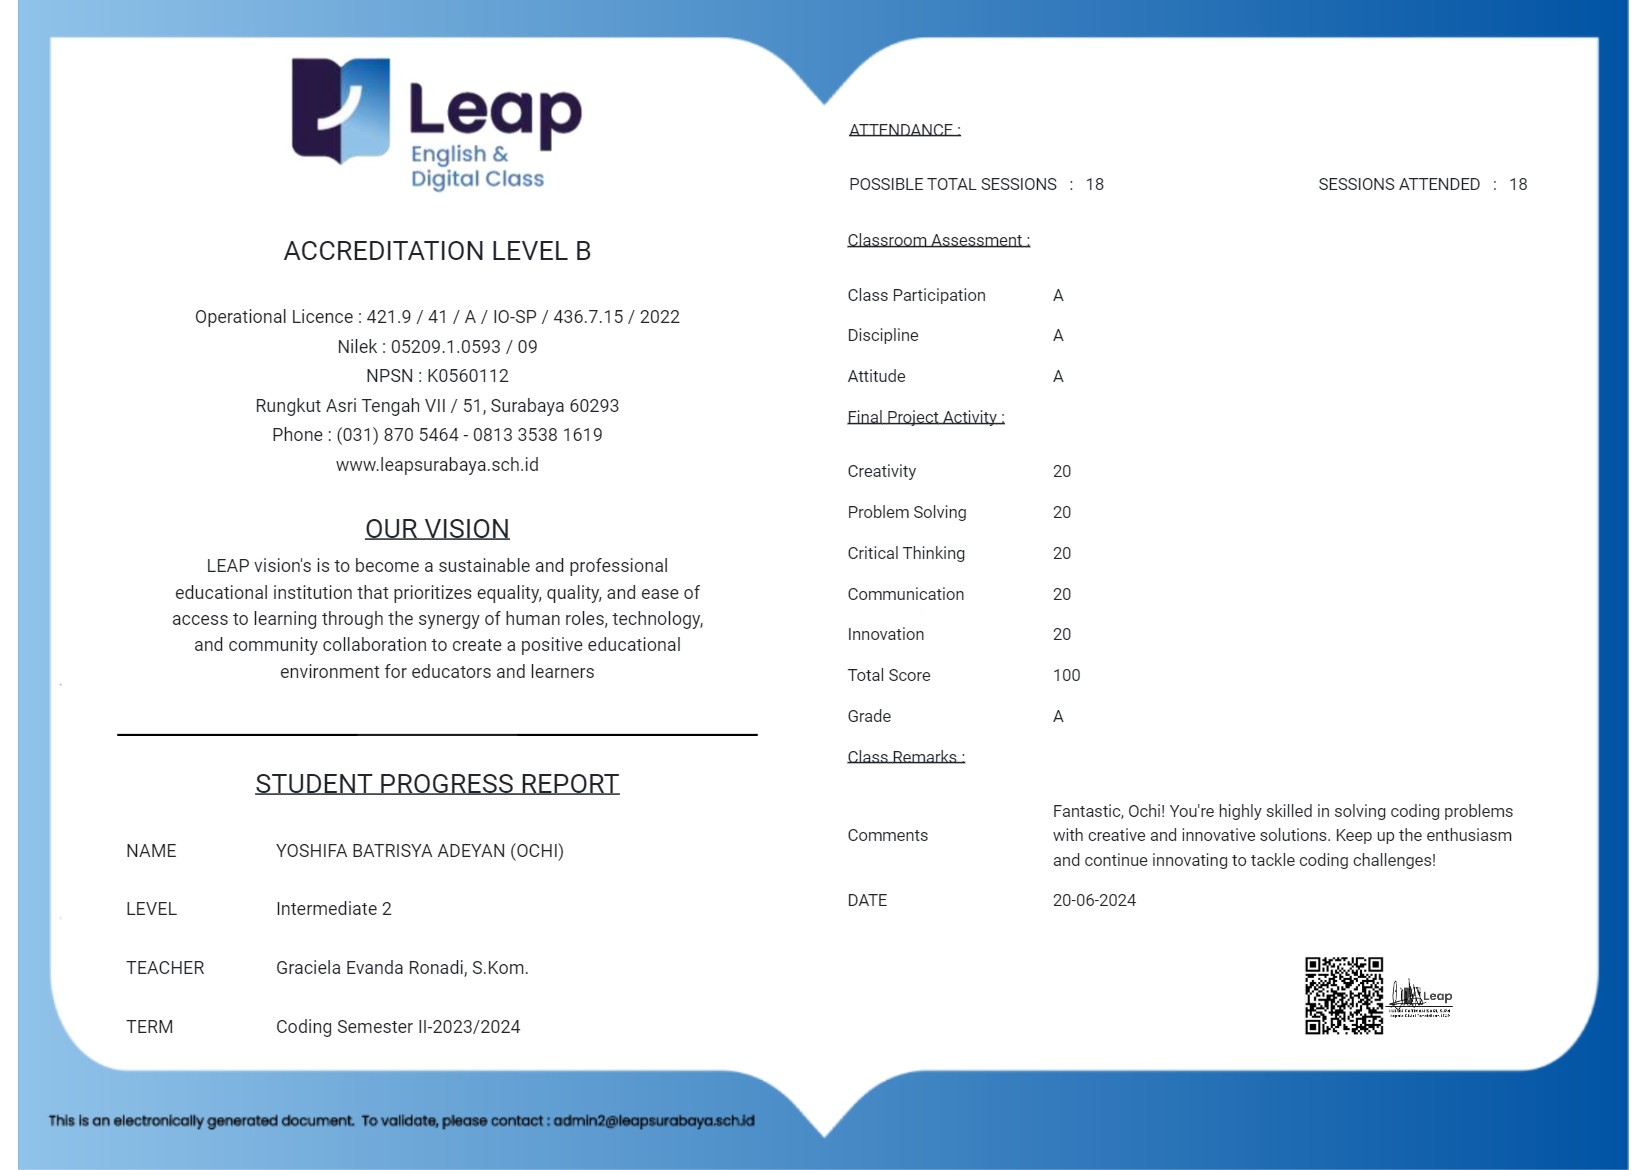 Leap
English &
Digital Class
ACCREDITATION LEVEL B
Operational Licence : 421.9 / 41 / A / IO-SP / 436.7.15 / 2022
Nilek : 05209.1.0593 / 09
NPSN : K0560112
Rungkut Asri Tengah VII / 51, Surabaya 60293
Phone : (031) 870 5464 - 0813 3538 1619
www.leapsurabaya.sch.id
OUR VISION
LEAP vision's is to become a sustainable and professional
educational institution that prioritizes equality, quality, and ease of
access to learning through the synergy of human roles, technology,
and community collaboration to create a positive educational
environment for educators and learners
STUDENT PROGRESS REPORT
NAME YOSHIFA BATRISYA ADEYAN (OCHI)
LEVEL Intermediate 2
TEACHER Graciela Evanda Ronadi, S.Kom.
TERM Coding Semester II-2023/2024
ATTENDANCE :
POSSIBLE TOTAL SESSIONS : 18 SESSIONS ATTENDED : 18
Classroom Assessment :
Class Participation A
Discipline A
Attitude A
Final Project Activity :
Creativity 20
Problem Solving 20
Critical Thinking 20
Communication 20
Innovation 20
Total Score 100
Grade A
Class Remarks :
Comments Fantastic, Ochi! You're highly skilled in solving coding problems
with creative and innovative solutions. Keep up the enthusiasm
and continue innovating to tackle coding challenges!
DATE 20-06-2024
Leap
This is an electronically generated document. To validate, please contact : admin2@leapsurabaya.sch.id